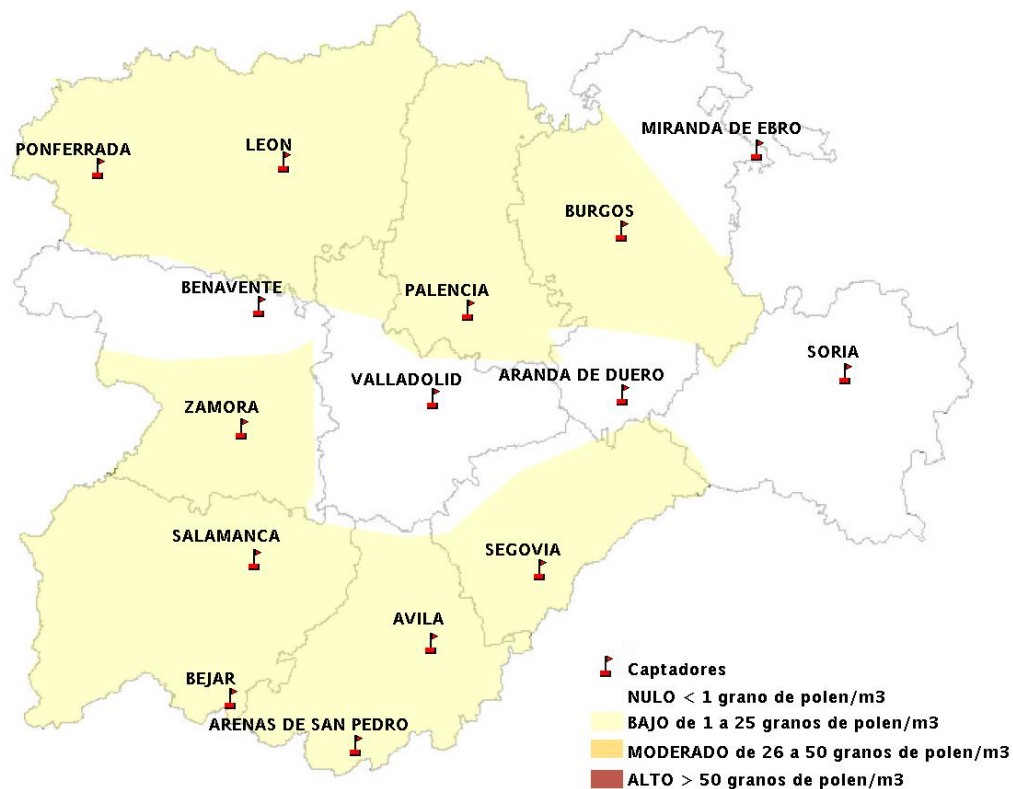 MIRANDA DE EBRO
PONFERRADA
LEON
BURGOS
BENAVENTE
PALENCIA
SORIA
VALLADOLID
ARANDA DE DUERO
ZAMORA
SALAMANCA
SEGOVIA
AVILA
BEJAR
ARENAS DE SAN PEDRO
Captadores
NULO < 1 grano de polen/m3
BAJO de 1 a 25 granos de polen/m3
MODERADO de 26 a 50 granos de polen/m3
ALTO > 50 granos de polen/m3